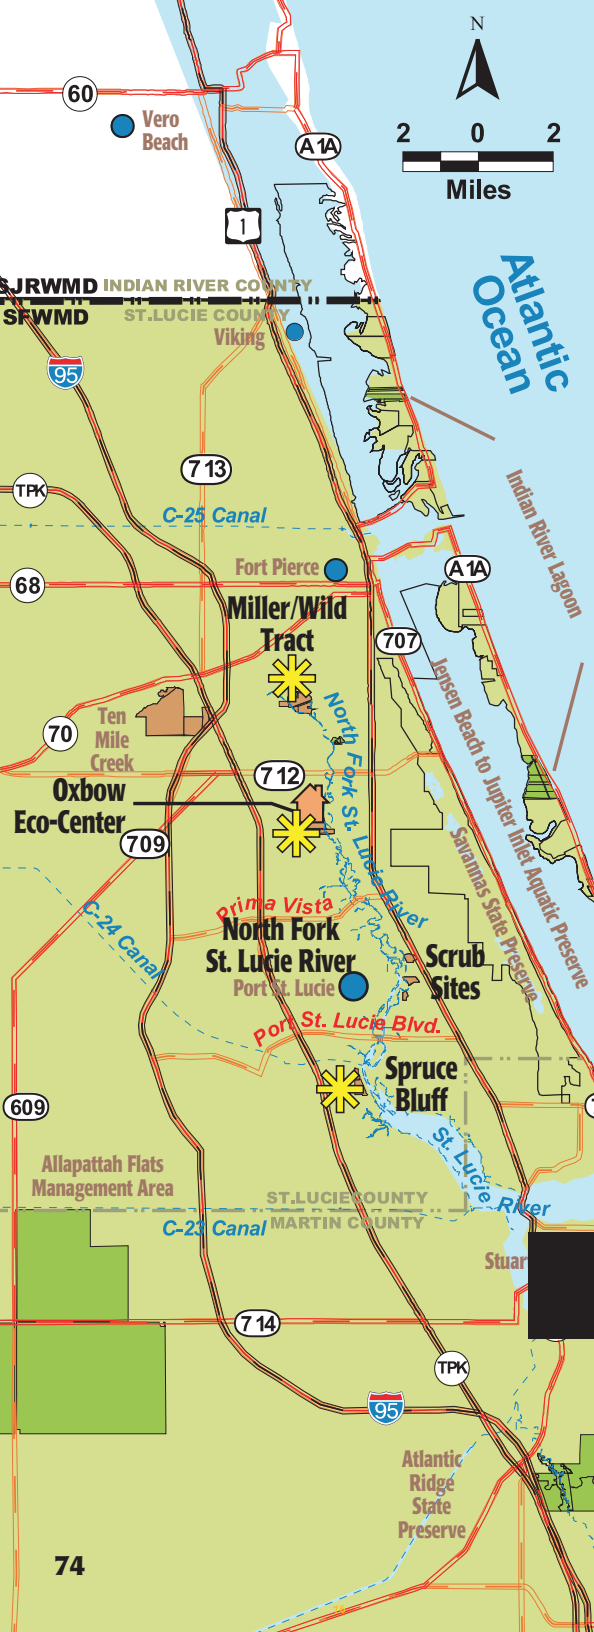 N
60
Vero
Beach
A1A
2 0 2
Miles
1
SJRWMD INDIAN RIVER COUNTY
SFWMD ST.LUCIE COUNTY
Viking
Atlantic
Ocean
95
713
TPK
C-25 Canal
Indian River Lagoon
Fort Pierce
A1A
68
Miller/Wild
Tract
707
Jensen Beach to Jupiter Inlet Aquatic Preserve
North Fork St. Lucie River
Ten
Mile
Creek
70
712
Oxbow
Eco-Center
709
Savannas State Preserve
Prima Vista
C-24 Canal
North Fork
St. Lucie River
Port St. Lucie
Scrub
Sites
Port St. Lucie Blvd.
Spruce
Bluff
609
St. Lucie River
Allapattah Flats
Management Area
ST.LUCIE COUNTY
C-23 Canal MARTIN COUNTY
Stuar
714
TPK
95
Atlantic
Ridge
State
Preserve
74